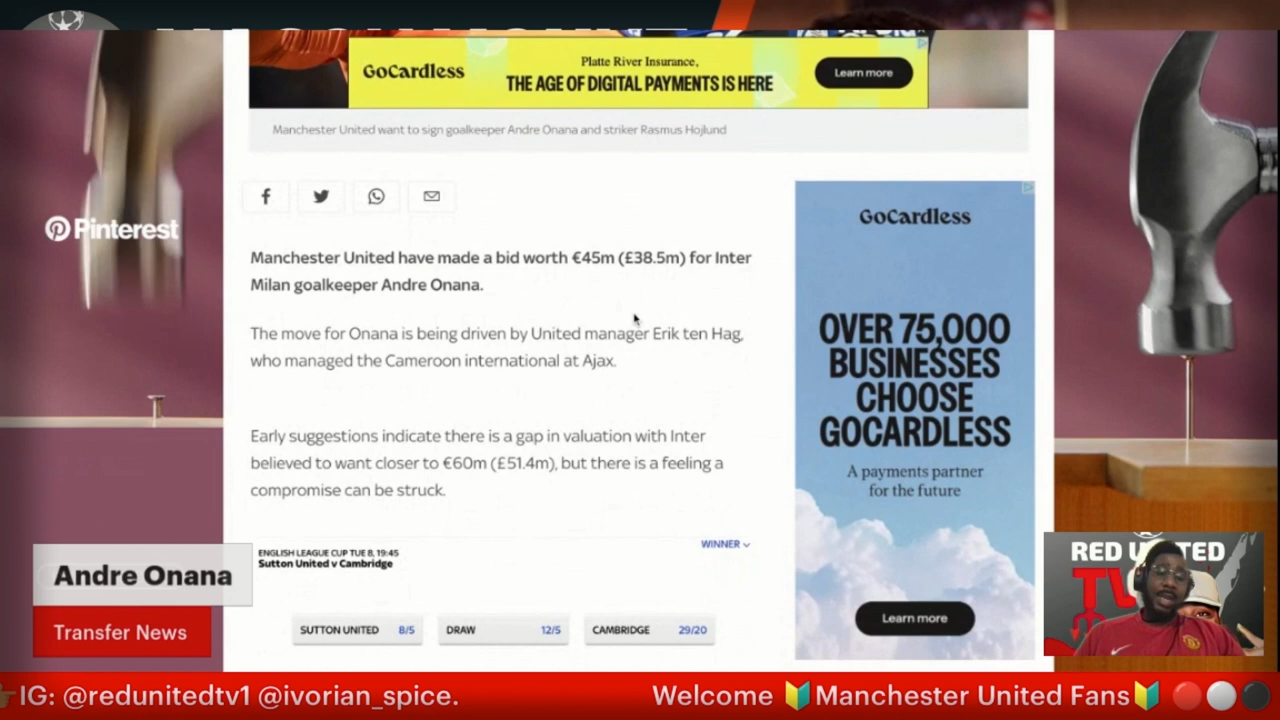 GoCardless
Platte River Insurance,
THE AGE OF DIGITAL PAYMENTS IS HERE
Learn more
Manchester United want to sign goalkeeper Andre Onana and striker Rasmus Hojlund
Pinterest
Manchester United have made a bid worth €45m (£38.5m) for Inter
Milan goalkeeper Andre Onana.
The move for Onana is being driven by United manager Erik ten Hag,
who managed the Cameroon international at Ajax.
Early suggestions indicate there is a gap in valuation with Inter
believed to want closer to €60m (£51.4m), but there is a feeling a
compromise can be struck.
ENGLISH LEAGUE CUP TUE 8, 19:45
Sutton United v Cambridge
WINNER
SUTTON UNITED 8/5
DRAW 12/5
CAMBRIDGE 29/20
GoCardless
OVER 75,000
BUSINESSES
CHOOSE
GOCARDLESS
A payments partner
for the future
Learn more
Andre Onana
Transfer News
RED UNITED
TV
IG: @redunitedtv1 @ivorian_spice.
Welcome 🔰Manchester United Fans🔰 🔴⚪⚫